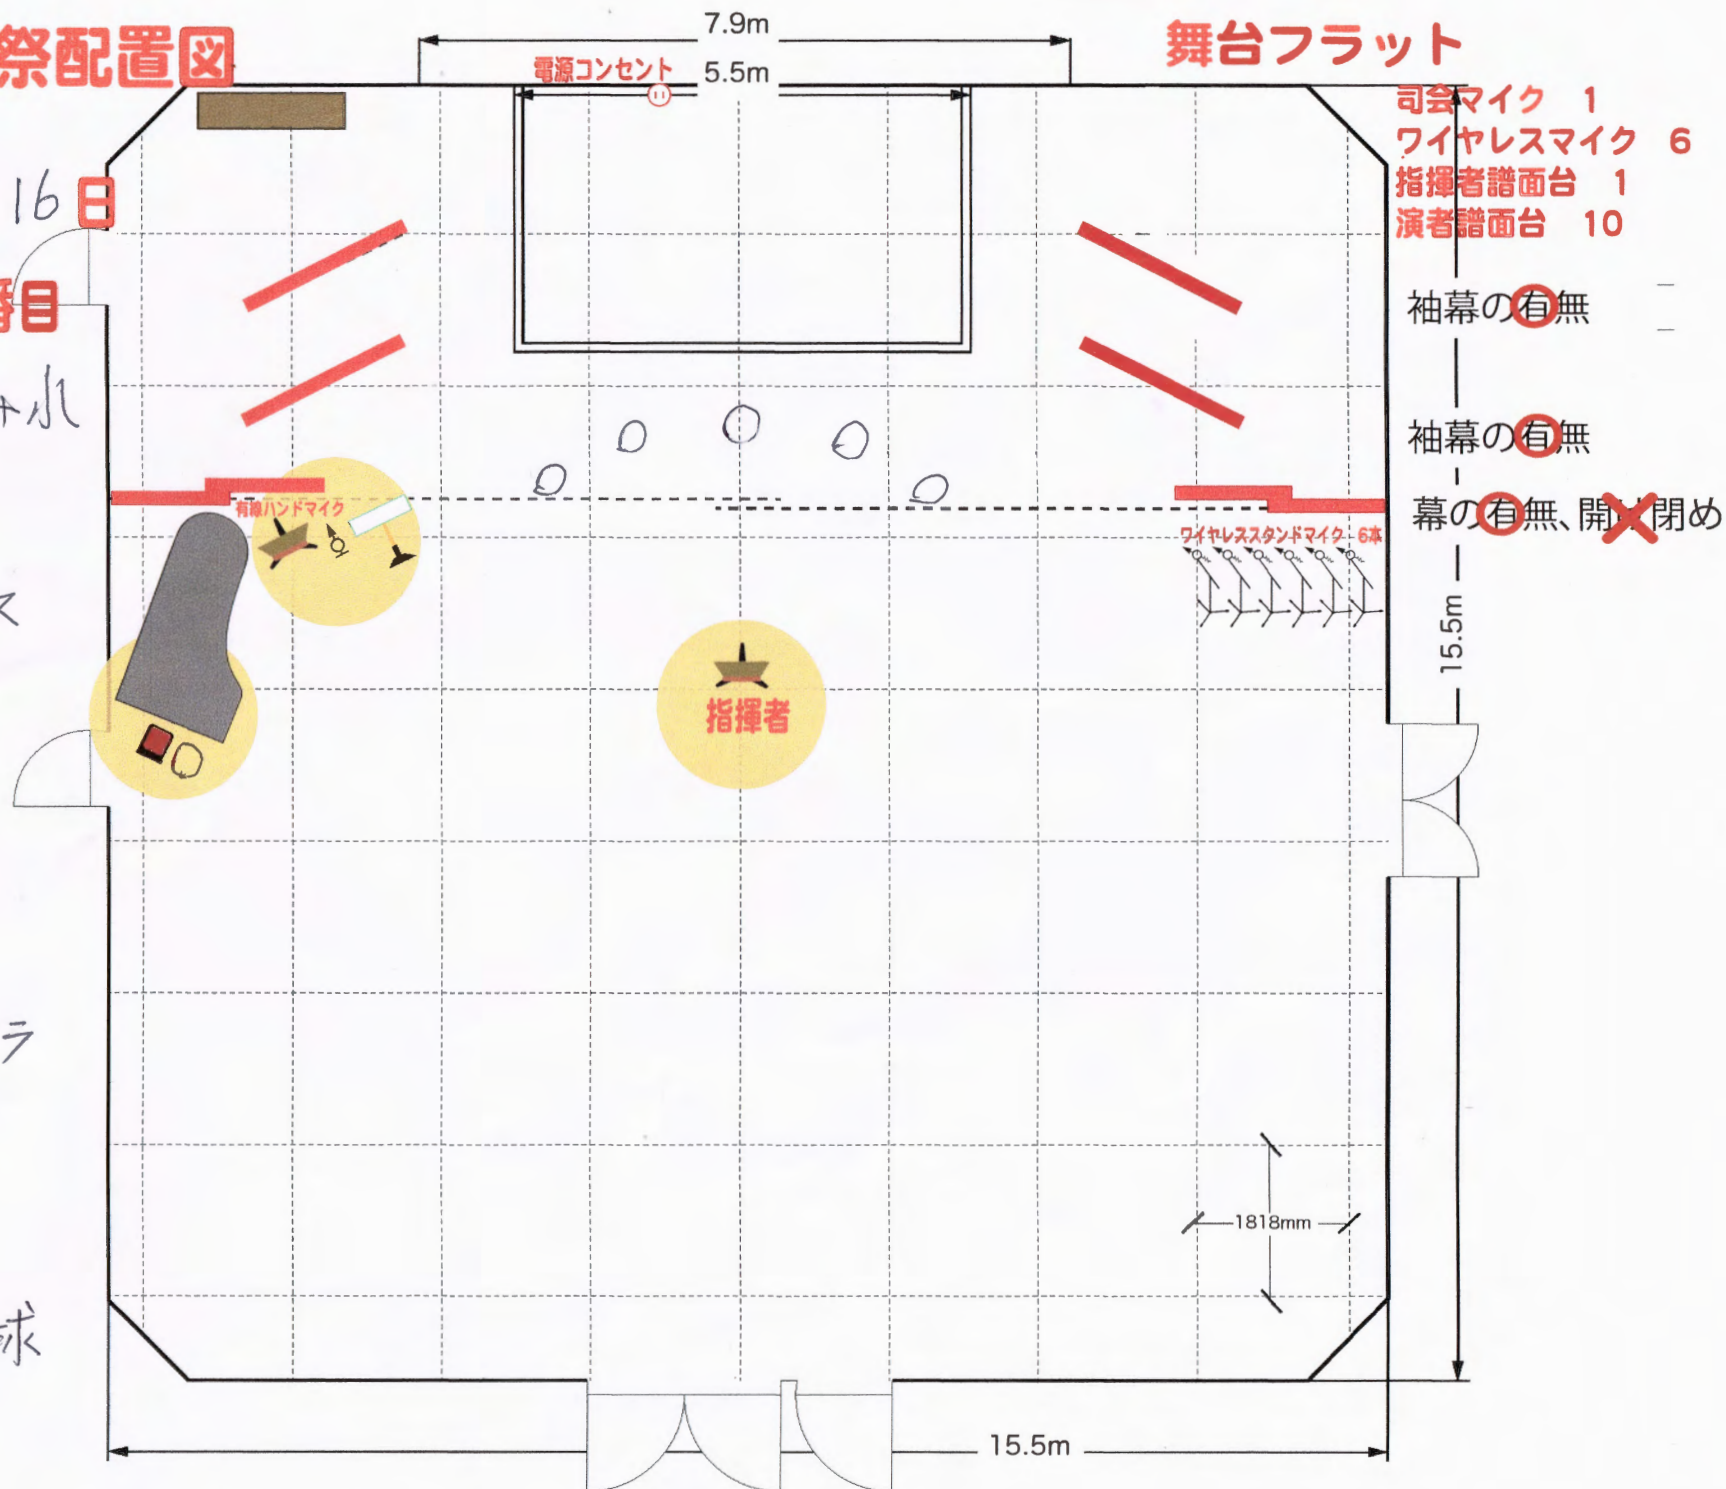 祭配置図
7.9m
舞台フラット
電源コンセント
5.5m
司会マイク 1
ワイヤレスマイク 6
指揮者譜面台 1
演者譜面台 10
16日
番目
袖幕の有無
袖幕の有無
幕の有無、開け閉め
有線ハンドマイク
ワイヤレススタンドマイク 6本
ス
15.5m
指揮者
ラ
1818mm
球
15.5m